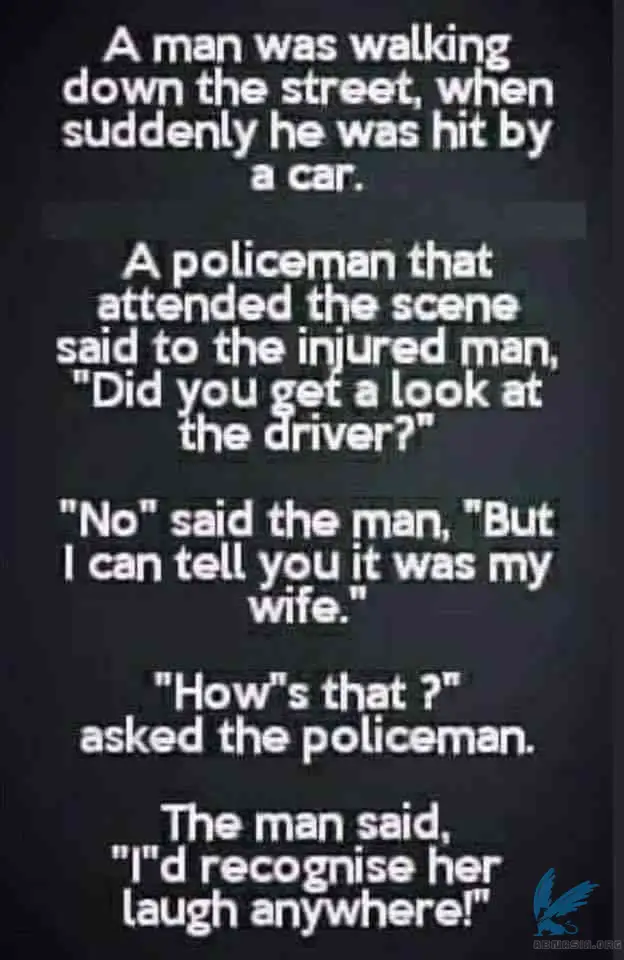 A man was walking
down the street, when
suddenly he was hit by
a car.
A policeman that
attended the scene
said to the injured man,
"Did you get a look at
the driver?"
"No" said the man, "But
I can tell you it was my
wife."
"How"s that ?"
asked the policeman.
The man said,
"I"d recognise her
laugh anywhere!"